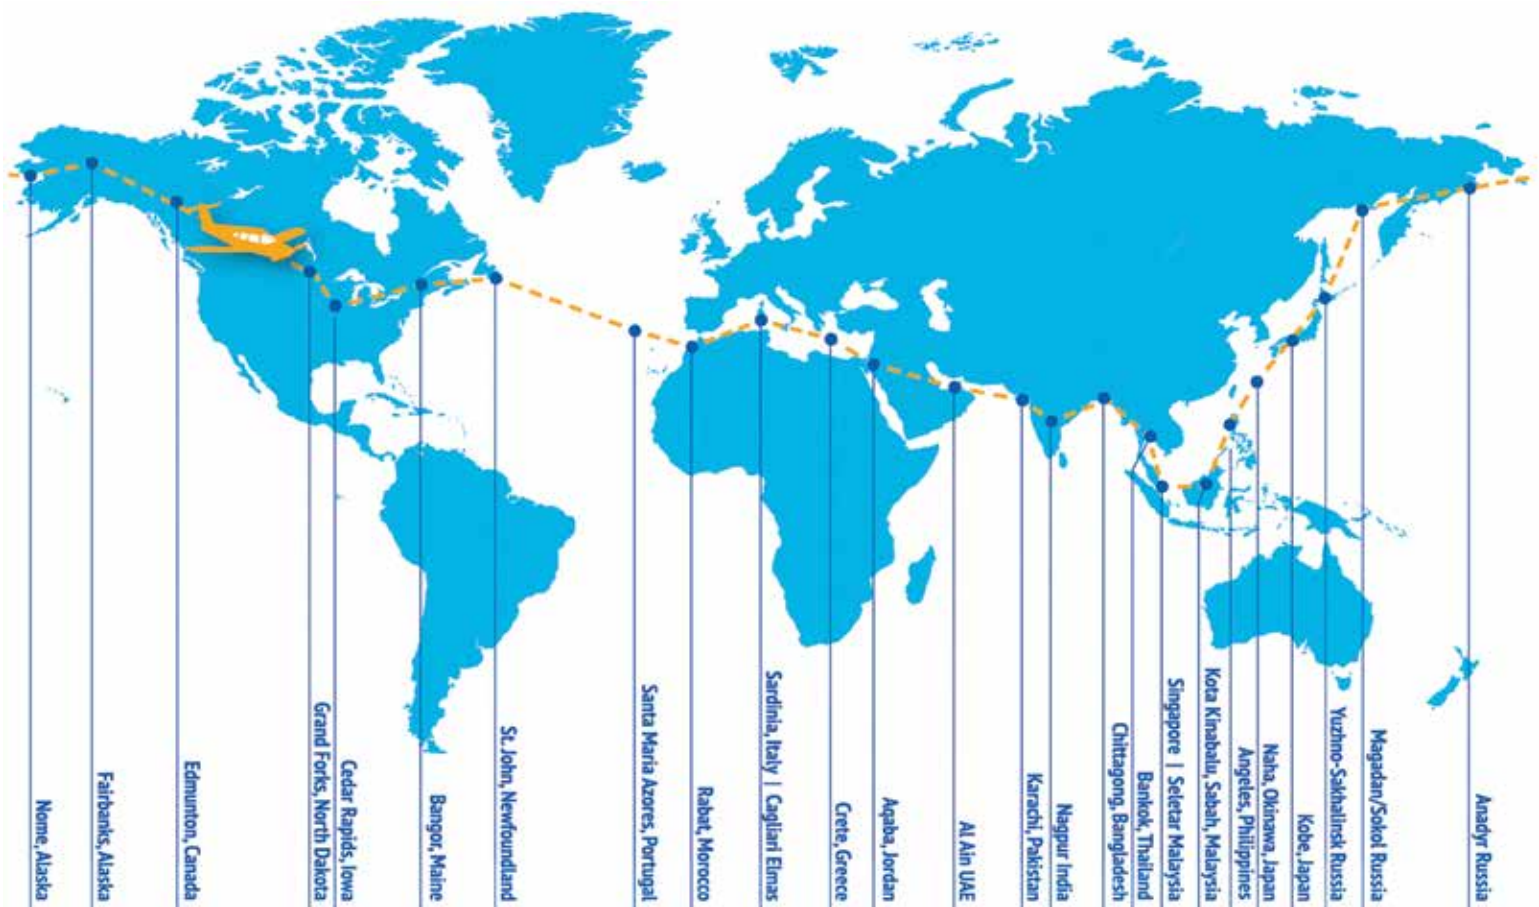 Nome, Alaska
Fairbanks, Alaska
Edmunton, Canada
Grand Forks, North Dakota
Cedar Rapids, Iowa
Bangor, Maine
St. John, Newfoundland
Santa Maria Azores, Portugal
Rabat, Morocco
Sardinia, Italy | Cagliari Elmas
Crete, Greece
Aqaba, Jordan
Al Ain UAE
Karachi, Pakistan
Nagpur India
Chittagong, Bangladesh
Bankok, Thailand
Singapore | Seletar Malaysia
Kota Kinabalu, Sabah, Malaysia
Angeles, Philippines
Naha, Okinawa, Japan
Kobe, Japan
Yuzhno-Sakhalinsk Russia
Magadan/Sokol Russia
Anadyr Russia